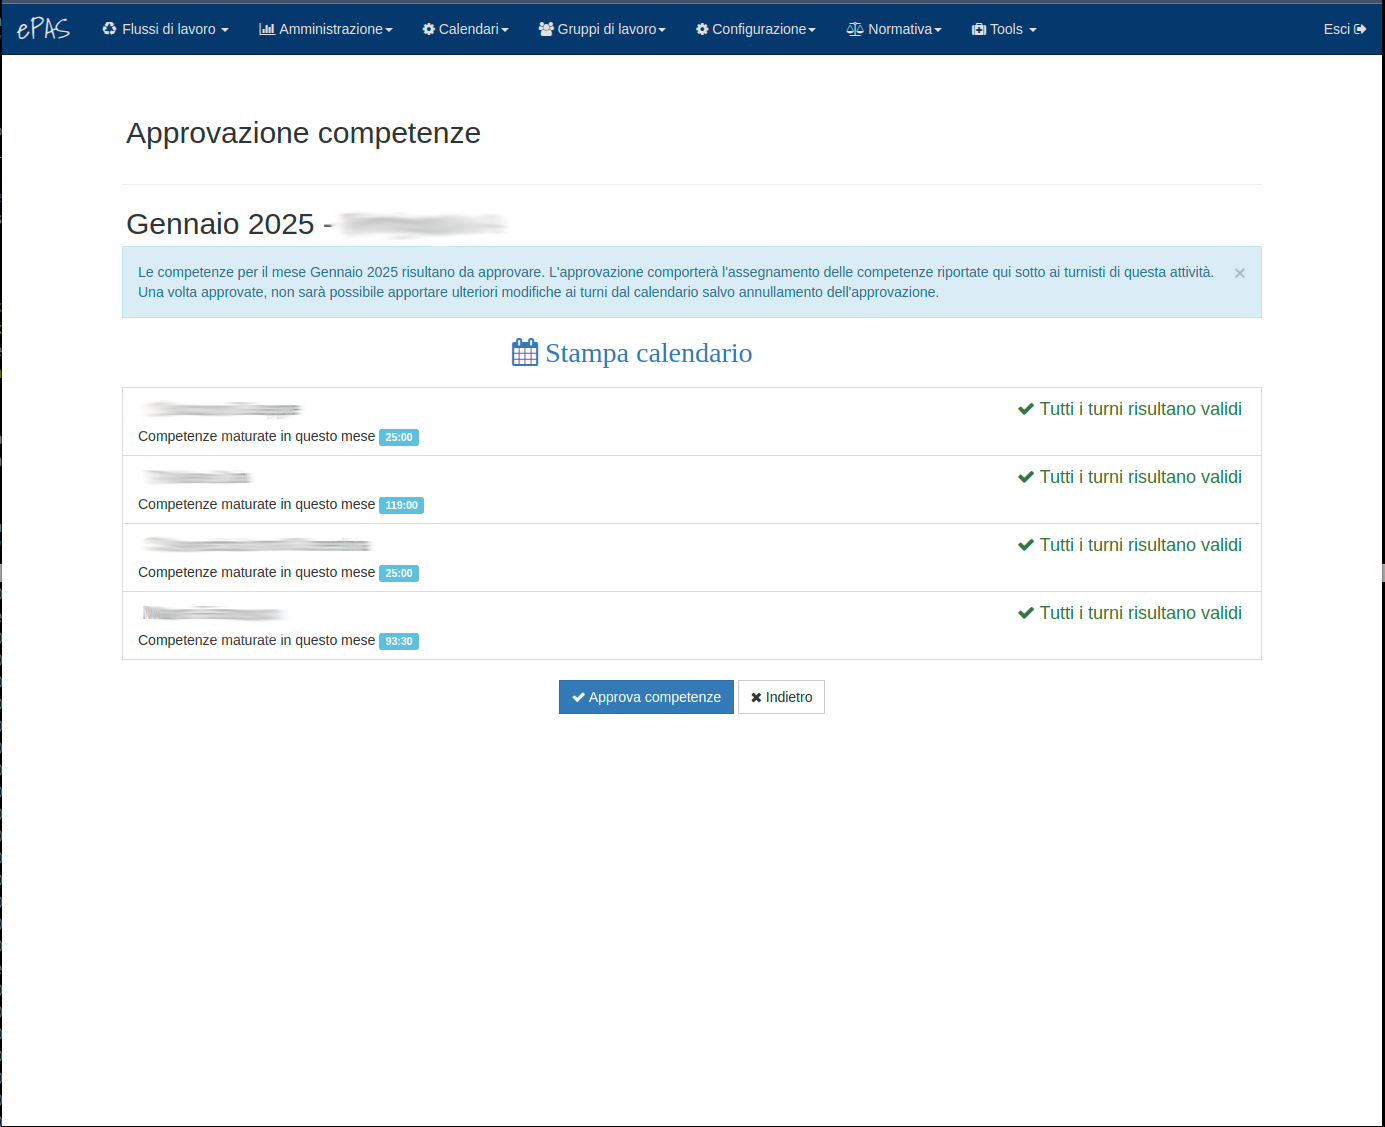 ePAS Flussi di lavoro Amministrazione Calendari Gruppi di lavoro Configurazione Normativa Tools Esci
Approvazione competenze
Gennaio 2025 -
Le competenze per il mese Gennaio 2025 risultano da approvare. L'approvazione comporterà l'assegnamento delle competenze riportate qui sotto ai turnisti di questa attività. ×
Una volta approvate, non sarà possibile apportare ulteriori modifiche ai turni dal calendario salvo annullamento dell'approvazione.
Stampa calendario
Tutti i turni risultano validi
Competenze maturate in questo mese 25:00
Tutti i turni risultano validi
Competenze maturate in questo mese 119:00
Tutti i turni risultano validi
Competenze maturate in questo mese 25:00
Tutti i turni risultano validi
Competenze maturate in questo mese 93:30
Approva competenze Indietro